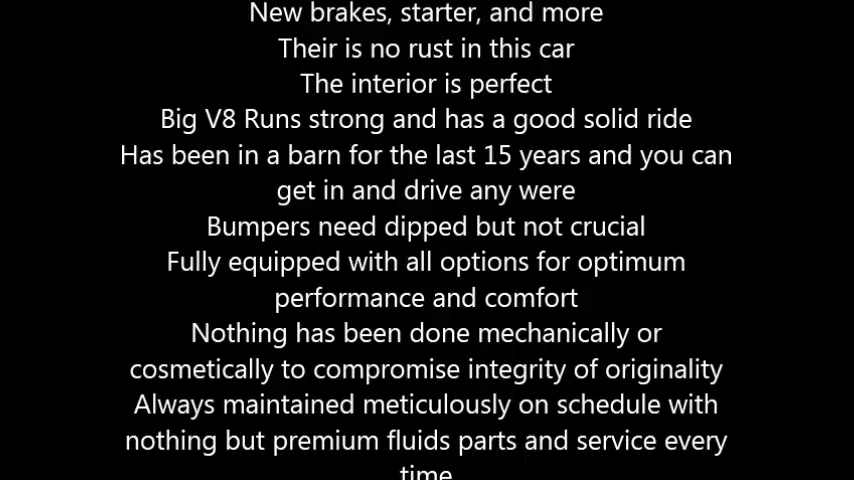 New brakes, starter, and more
Their is no rust in this car
The interior is perfect
Big V8 Runs strong and has a good solid ride
Has been in a barn for the last 15 years and you can
get in and drive any were
Bumpers need dipped but not crucial
Fully equipped with all options for optimum
performance and comfort
Nothing has been done mechanically or
cosmetically to compromise integrity of originality
Always maintained meticulously on schedule with
nothing but premium fluids parts and service every
time